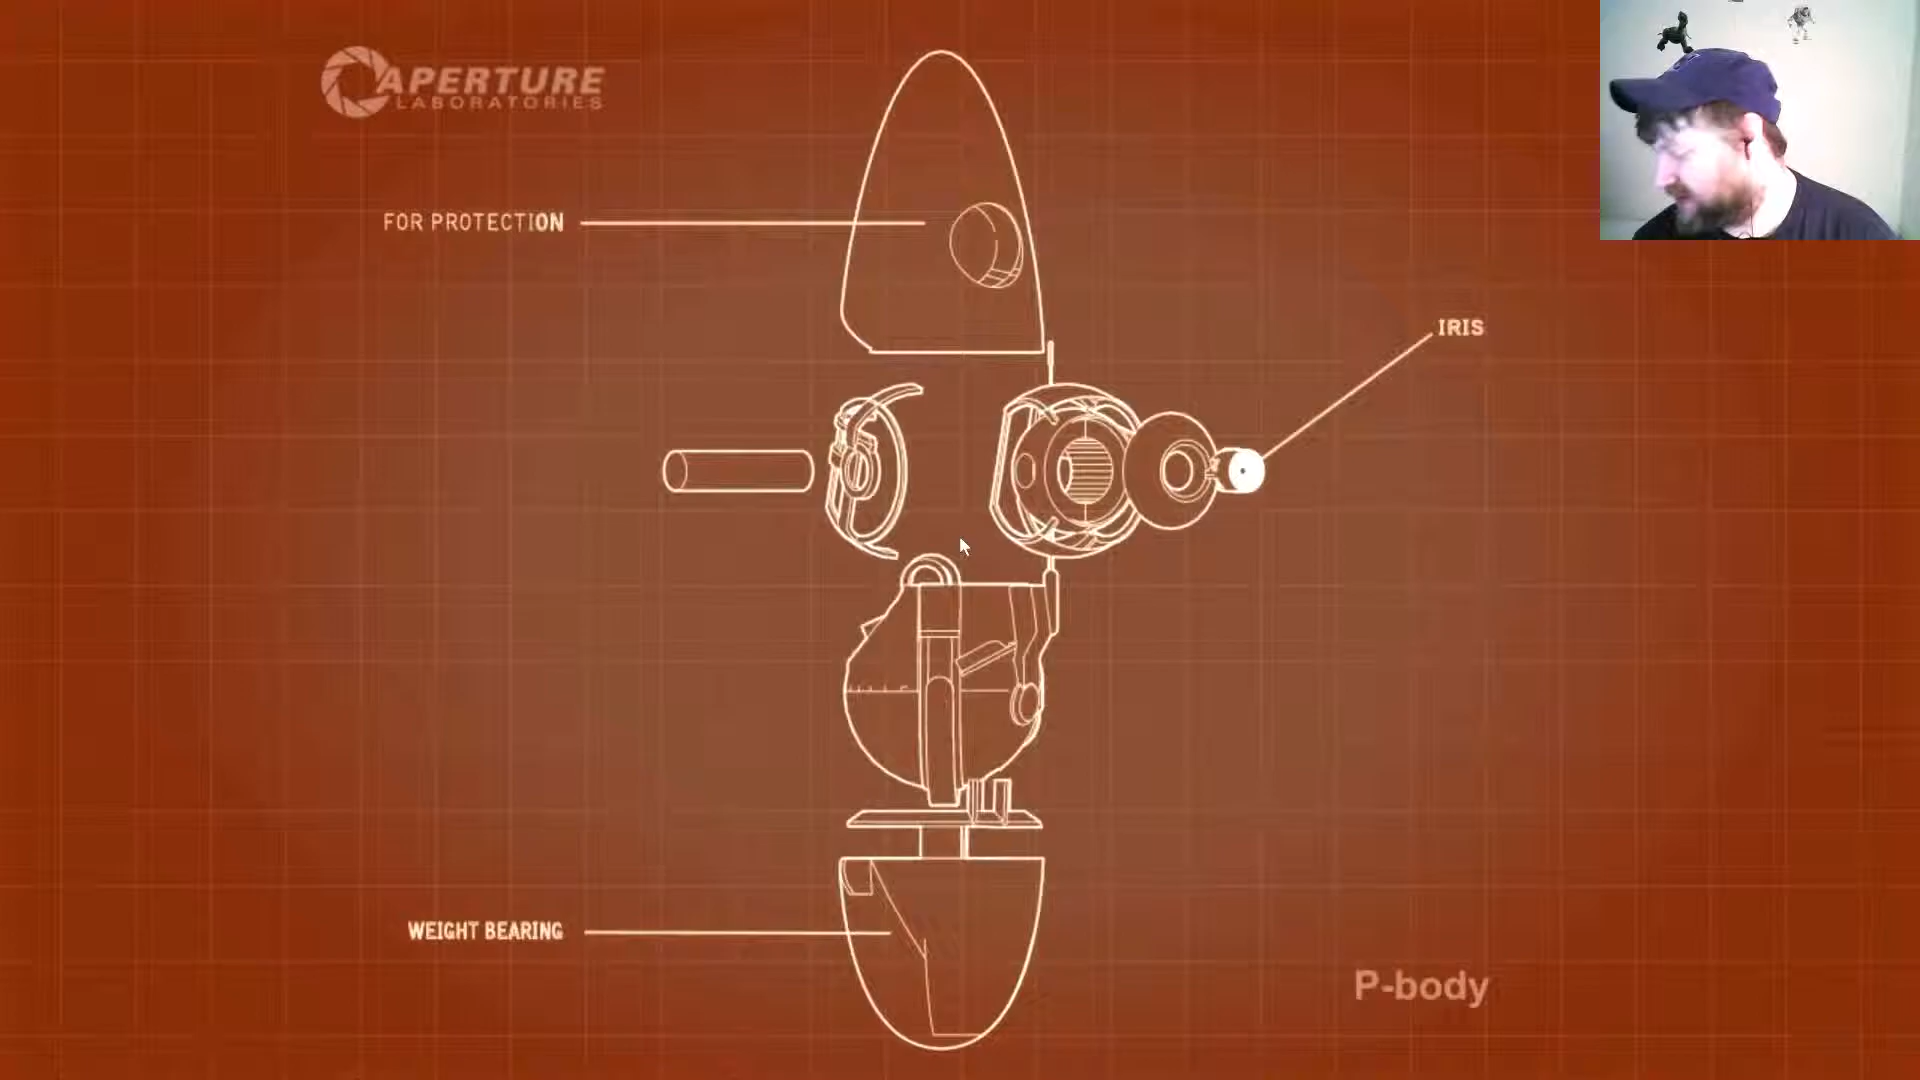 APERTURE
LABORATORIES
FOR PROTECTION
IRIS
WEIGHT BEARING
P-body